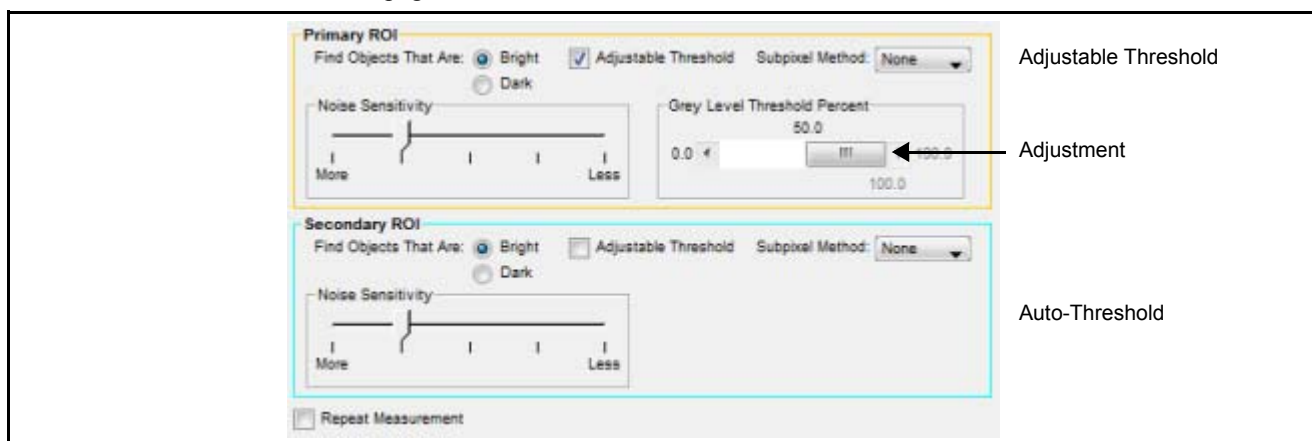 Primary ROI
Find Objects That Are: Bright Adjustable Threshold Subpixel Method: None
Dark
Noise Sensitivity
More Less
Grey Level Threshold Percent
50.0
0.0 100.0
100.0
Adjustable Threshold
Adjustment
Secondary ROI
Find Objects That Are: Bright Adjustable Threshold Subpixel Method: None
Dark
Noise Sensitivity
More Less
Auto-Threshold
Repeat Measurement